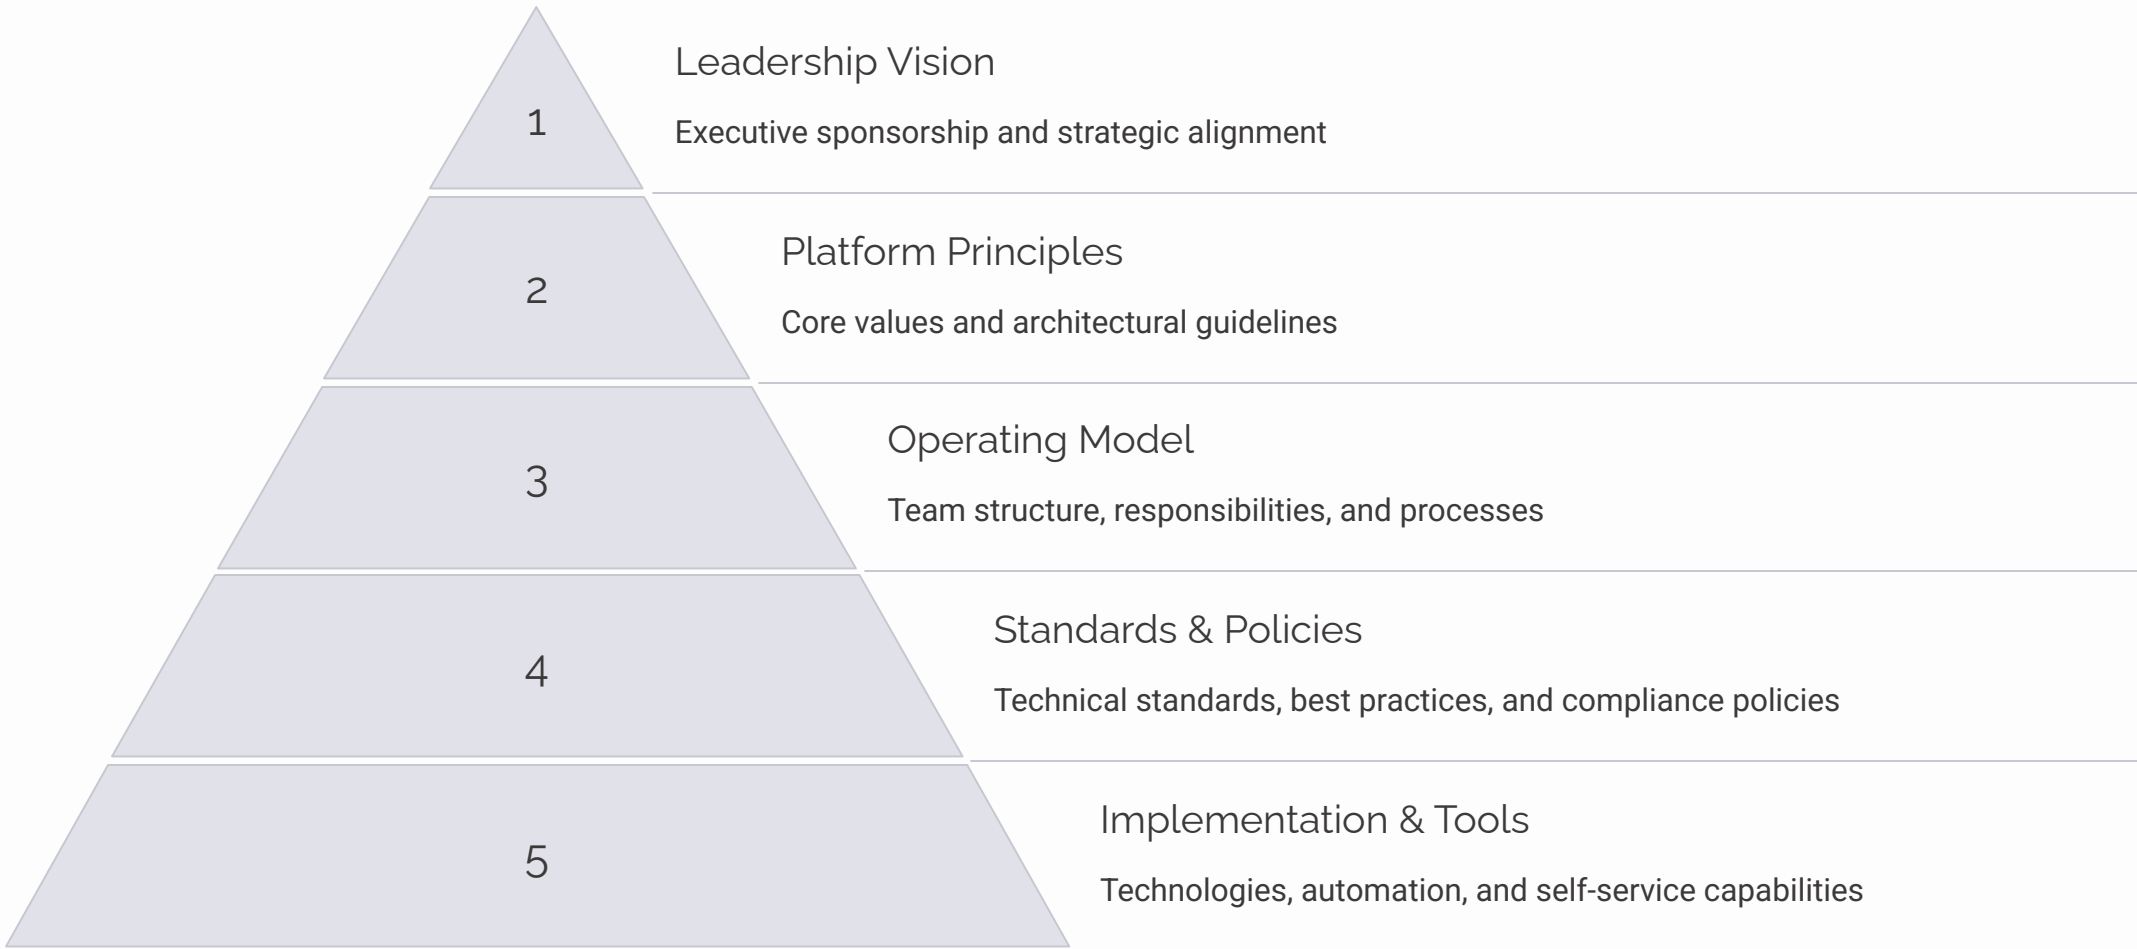 1
Leadership Vision
Executive sponsorship and strategic alignment
2
Platform Principles
Core values and architectural guidelines
3
Operating Model
Team structure, responsibilities, and processes
4
Standards & Policies
Technical standards, best practices, and compliance policies
5
Implementation & Tools
Technologies, automation, and self-service capabilities